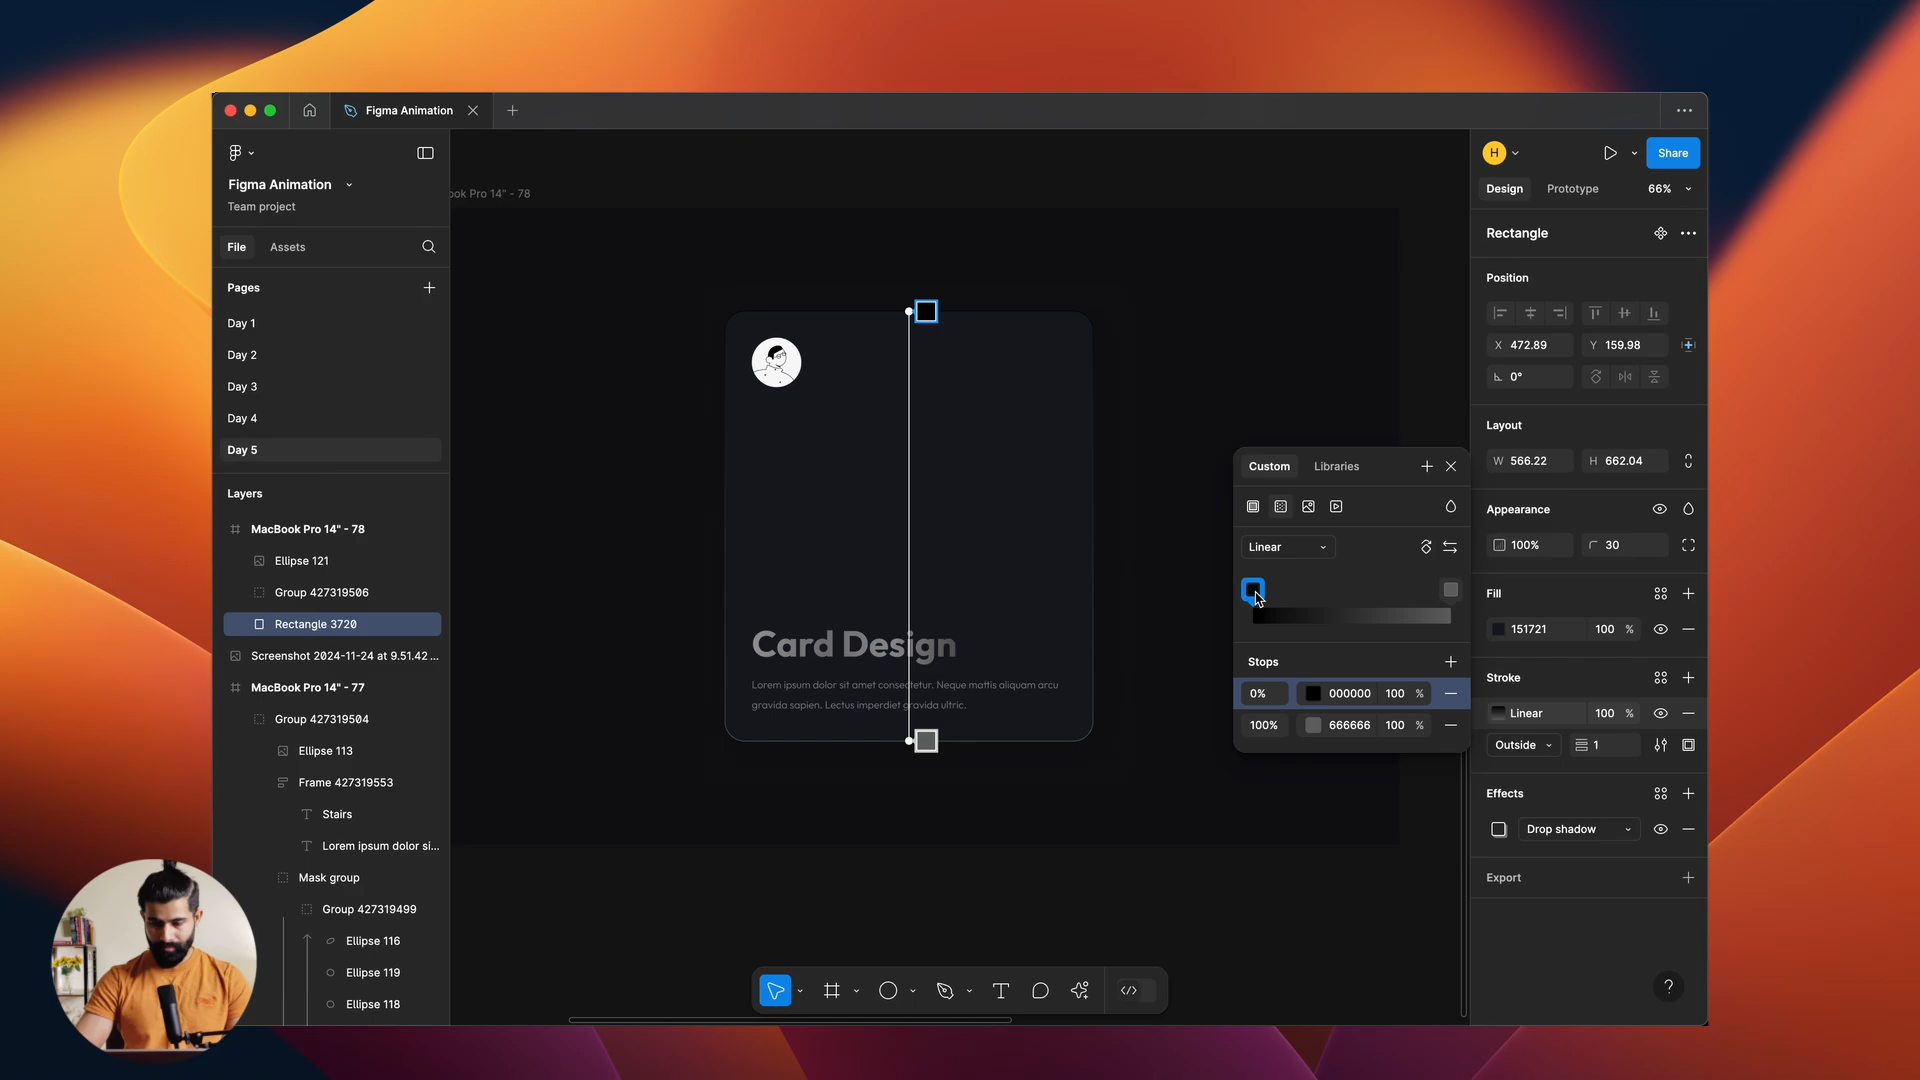 Figma Animation
Figma Animation
Team project
File
Assets
Pages
Day 1
Day 2
Day 3
Day 4
Day 5
Layers
MacBook Pro 14" - 78
Ellipse 121
Group 427319506
Rectangle 3720
Screenshot 2024-11-24 at 9.51.42 ...
MacBook Pro 14" - 77
Group 427319504
Ellipse 113
Frame 427319553
Stairs
Lorem ipsum dolor si...
Mask group
Group 427319499
Ellipse 116
Ellipse 119
Ellipse 118
ook Pro 14" - 78
Card Design
Lorem ipsum dolor sit amet consectetur. Neque mattis aliquam arcu
gravida sapien. Lectus imperdiet gravida ultric.
Custom
Libraries
Linear
Stops
0%
000000
100
%
100%
666666
100
%
H
Share
Design
Prototype
66%
Rectangle
Position
X 472.89
Y 159.98
0°
Layout
W 566.22
H 662.04
Appearance
100%
30
Fill
151721
100
%
Stroke
Linear
100
%
Outside
1
Effects
Drop shadow
Export
?